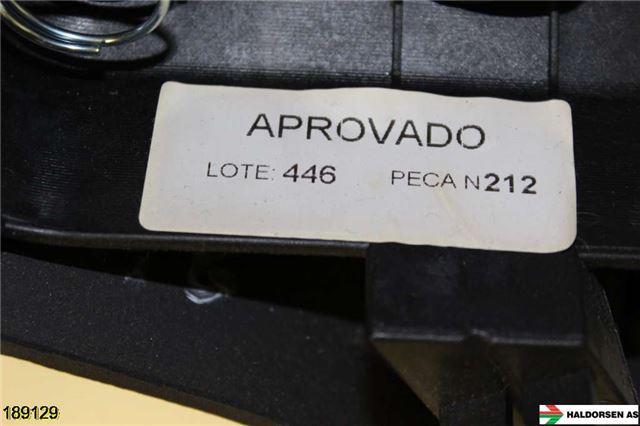 APROVADO
LOTE: 446 PECA N212
189129
HALDORSEN AS